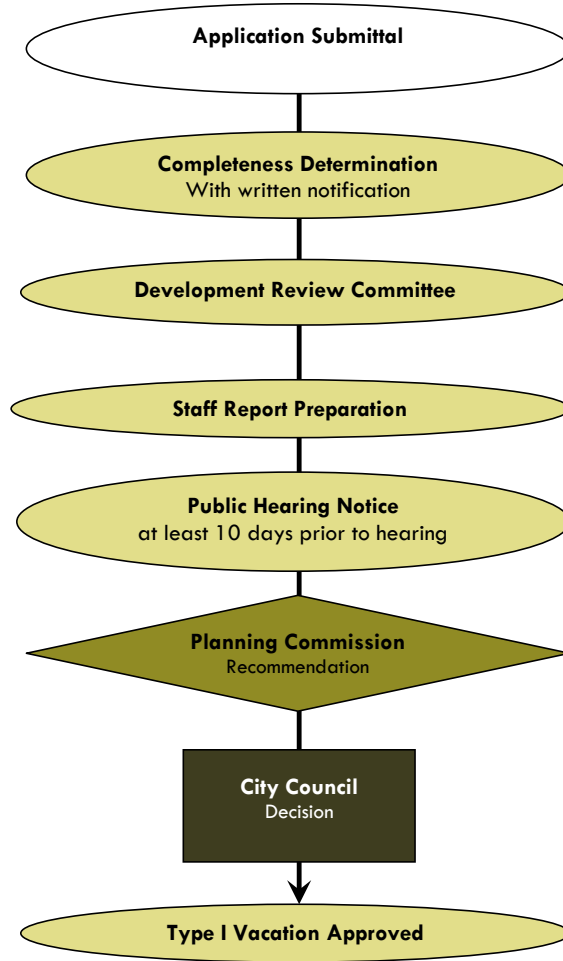 Application Submittal
Completeness Determination
With written notification
Development Review Committee
Staff Report Preparation
Public Hearing Notice
at least 10 days prior to hearing
Planning Commission
Recommendation
City Council
Decision
Type I Vacation Approved